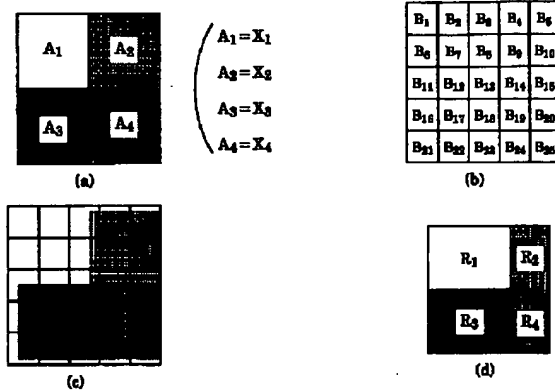 A₁ A₂
A₃ A₄
A₁=X₁
A₂=X₂
A₃=X₃
A₄=X₄
(a)
B₁ B₂ B₃ B₄ B₅
B₆ B₇ B₈ B₉ B₁₀
B₁₁ B₁₂ B₁₃ B₁₄ B₁₅
B₁₆ B₁₇ B₁₈ B₁₉ B₂₀
B₂₁ B₂₂ B₂₃ B₂₄ B₂₅
(b)
(c)
R₁ R₂
R₃ R₄
(d)